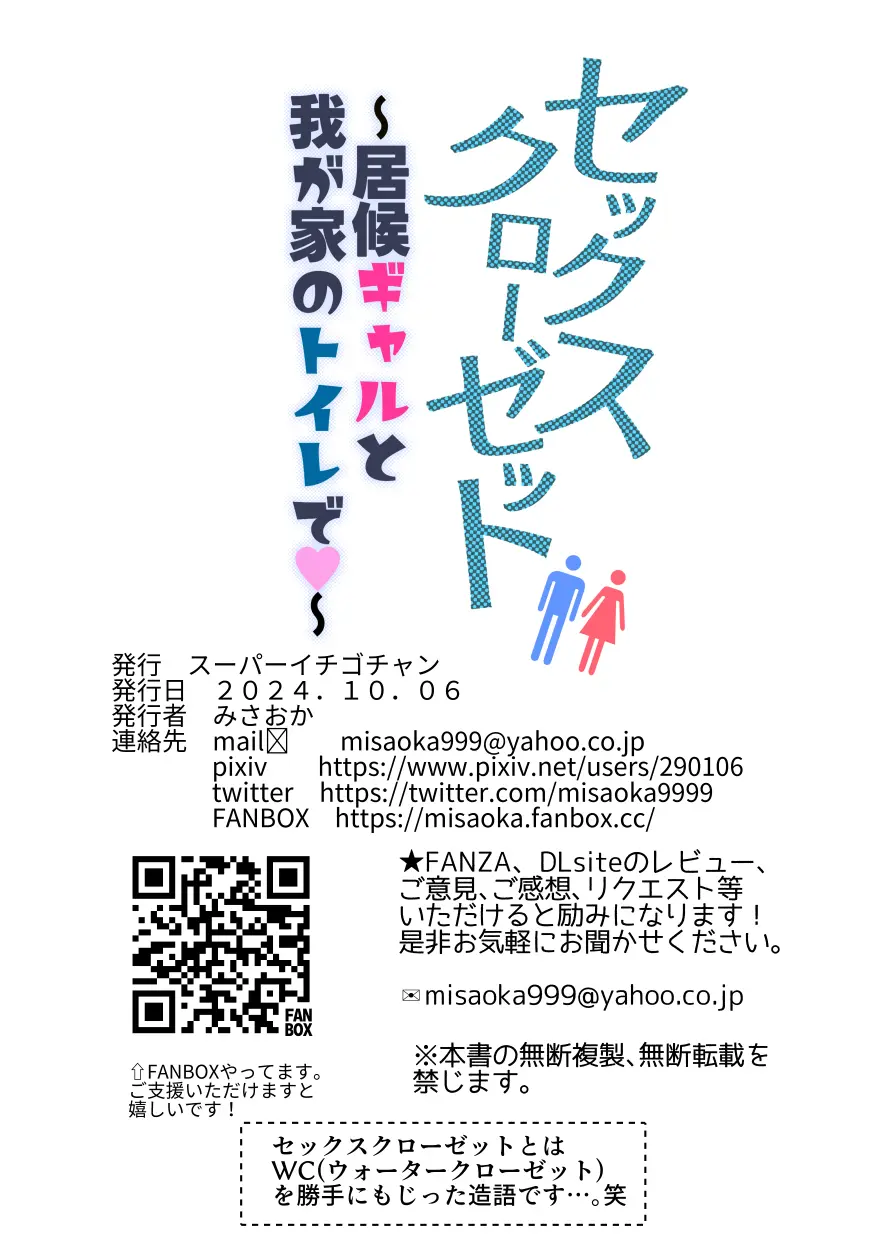 セックス
クローゼット
～居候ギャルと
我が家のトイレで♥～
発行　スーパーイチゴチャン
発行日　２０２４．１０．０６
発行者　みさおか
連絡先　mail　　misaoka999@yahoo.co.jp
pixiv　　https://www.pixiv.net/users/290106
twitter　https://twitter.com/misaoka9999
FANBOX　https://misaoka.fanbox.cc/
★FANZA、DLsiteのレビュー、
ご意見、ご感想、リクエスト等
いただけると励みになります！
是非お気軽にお聞かせください。
✉misaoka999@yahoo.co.jp
※本書の無断複製、無断転載を
禁じます。
FAN
BOX
⇧FANBOXやってます。
ご支援いただけますと
嬉しいです！
セックスクローゼットとは
WC(ウォータークローゼット)
を勝手にもじった造語です…。笑